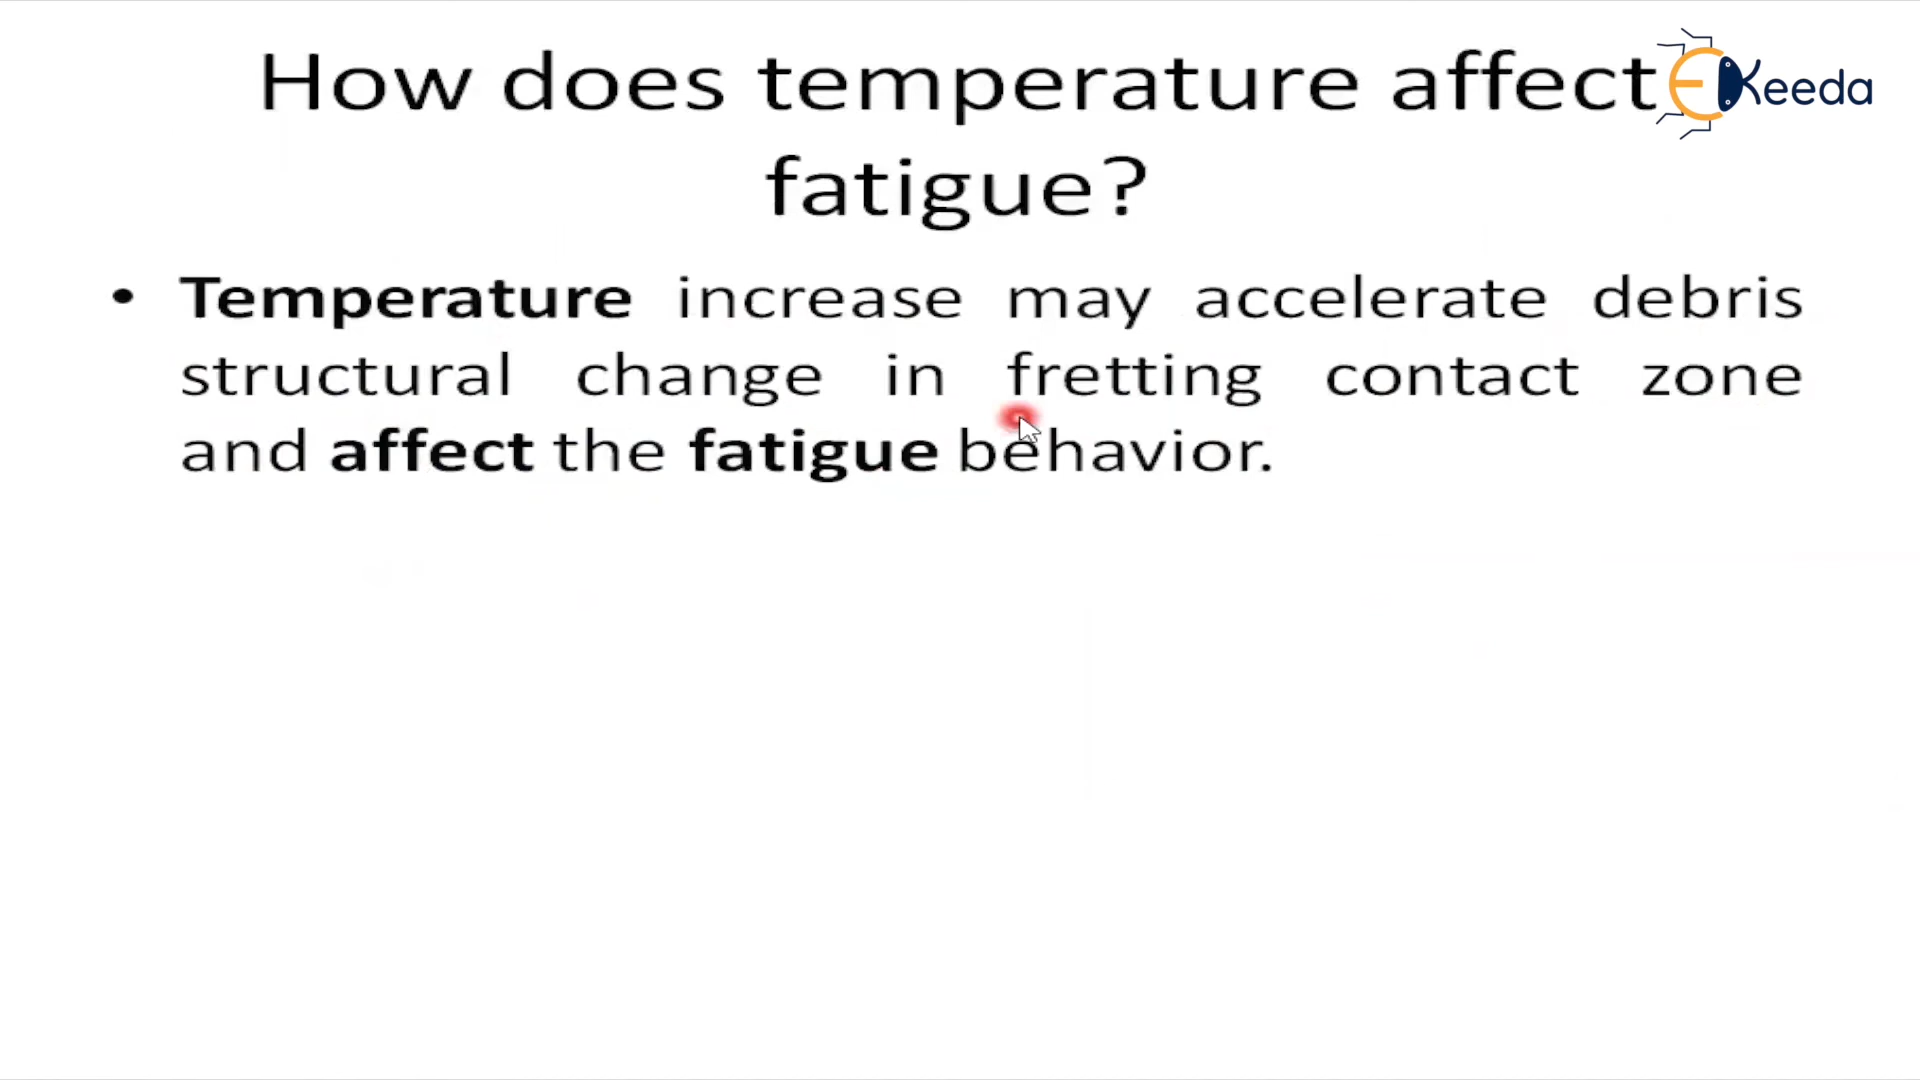 How does temperature affect
EKeeda
fatigue?
• Temperature increase may accelerate debris
structural change in fretting contact zone
and affect the fatigue behavior.